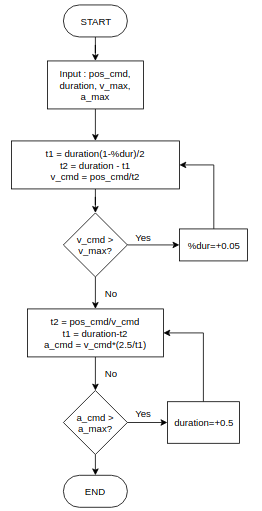 START
Input : pos_cmd,
duration, v_max,
a_max
t1 = duration(1-%dur)/2
t2 = duration - t1
v_cmd = pos_cmd/t2
v_cmd >
v_max?
Yes
%dur=+0.05
No
t2 = pos_cmd/v_cmd
t1 = duration-t2
a_cmd = v_cmd*(2.5/t1)
No
a_cmd >
a_max?
Yes
duration=+0.5
END